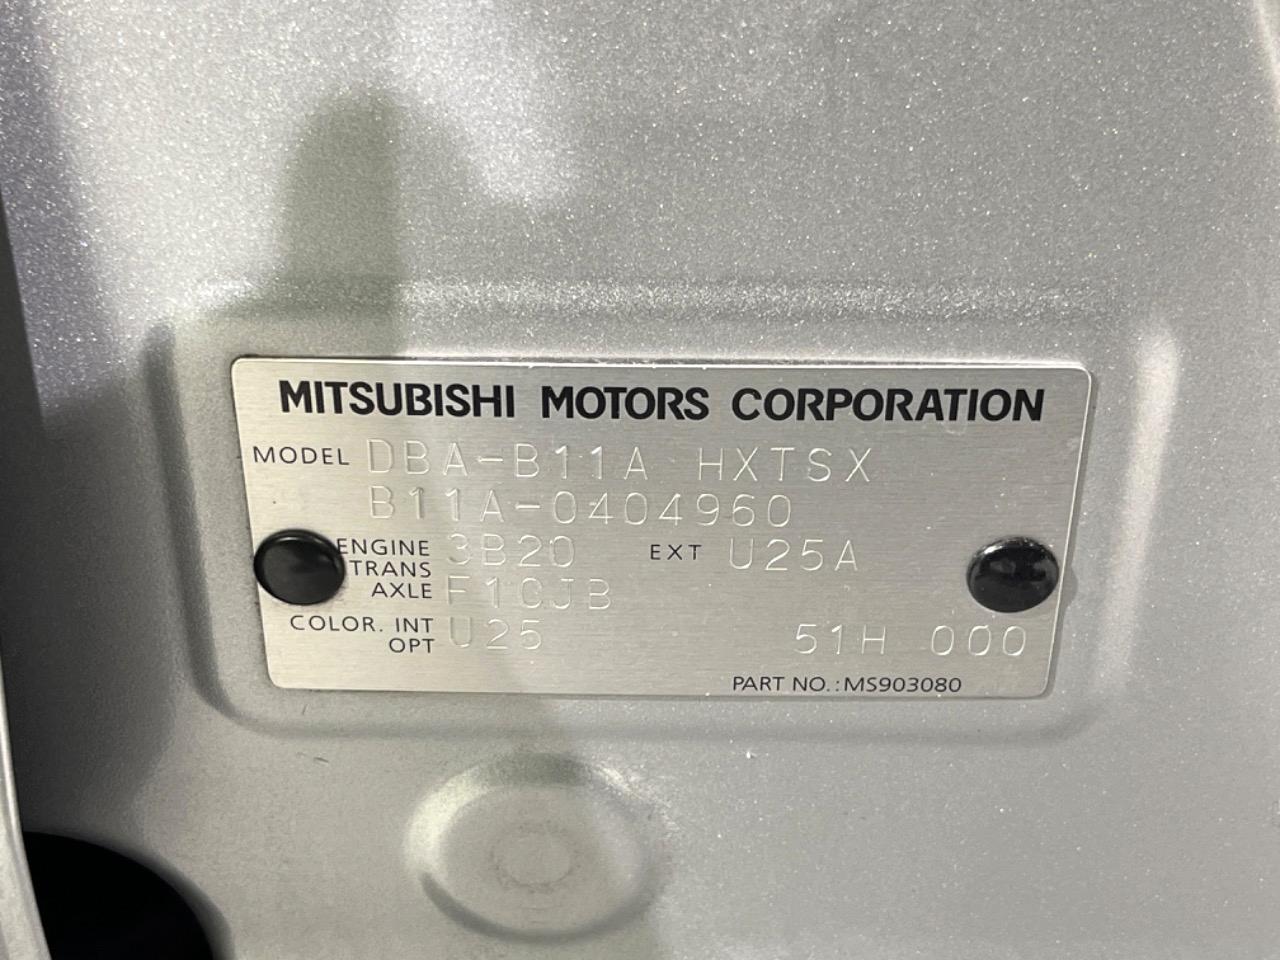 MITSUBISHI MOTORS CORPORATION
MODEL DBA-B11A HXTSX
B11A-0404960
ENGINE 3B20 EXT U25A
TRANS
AXLE F1CJB
COLOR. INT U25 51H 000
OPT
PART NO.: MS903080